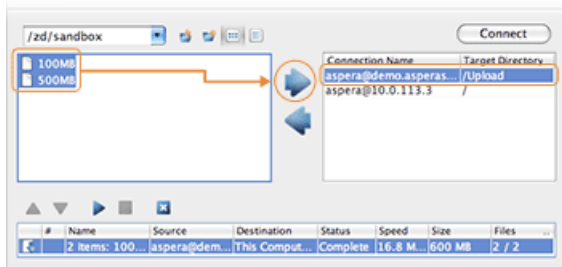 /zd/sandbox
Connect
100MB
500MB
Connection Name Target Directory
aspera@demo.asperas... /Upload
aspera@10.0.113.3 /
# Name Source Destination Status Speed Size Files ..
2 items: 100... aspera@dem... This Comput... Complete 16.8 M... 600 MB 2 / 2